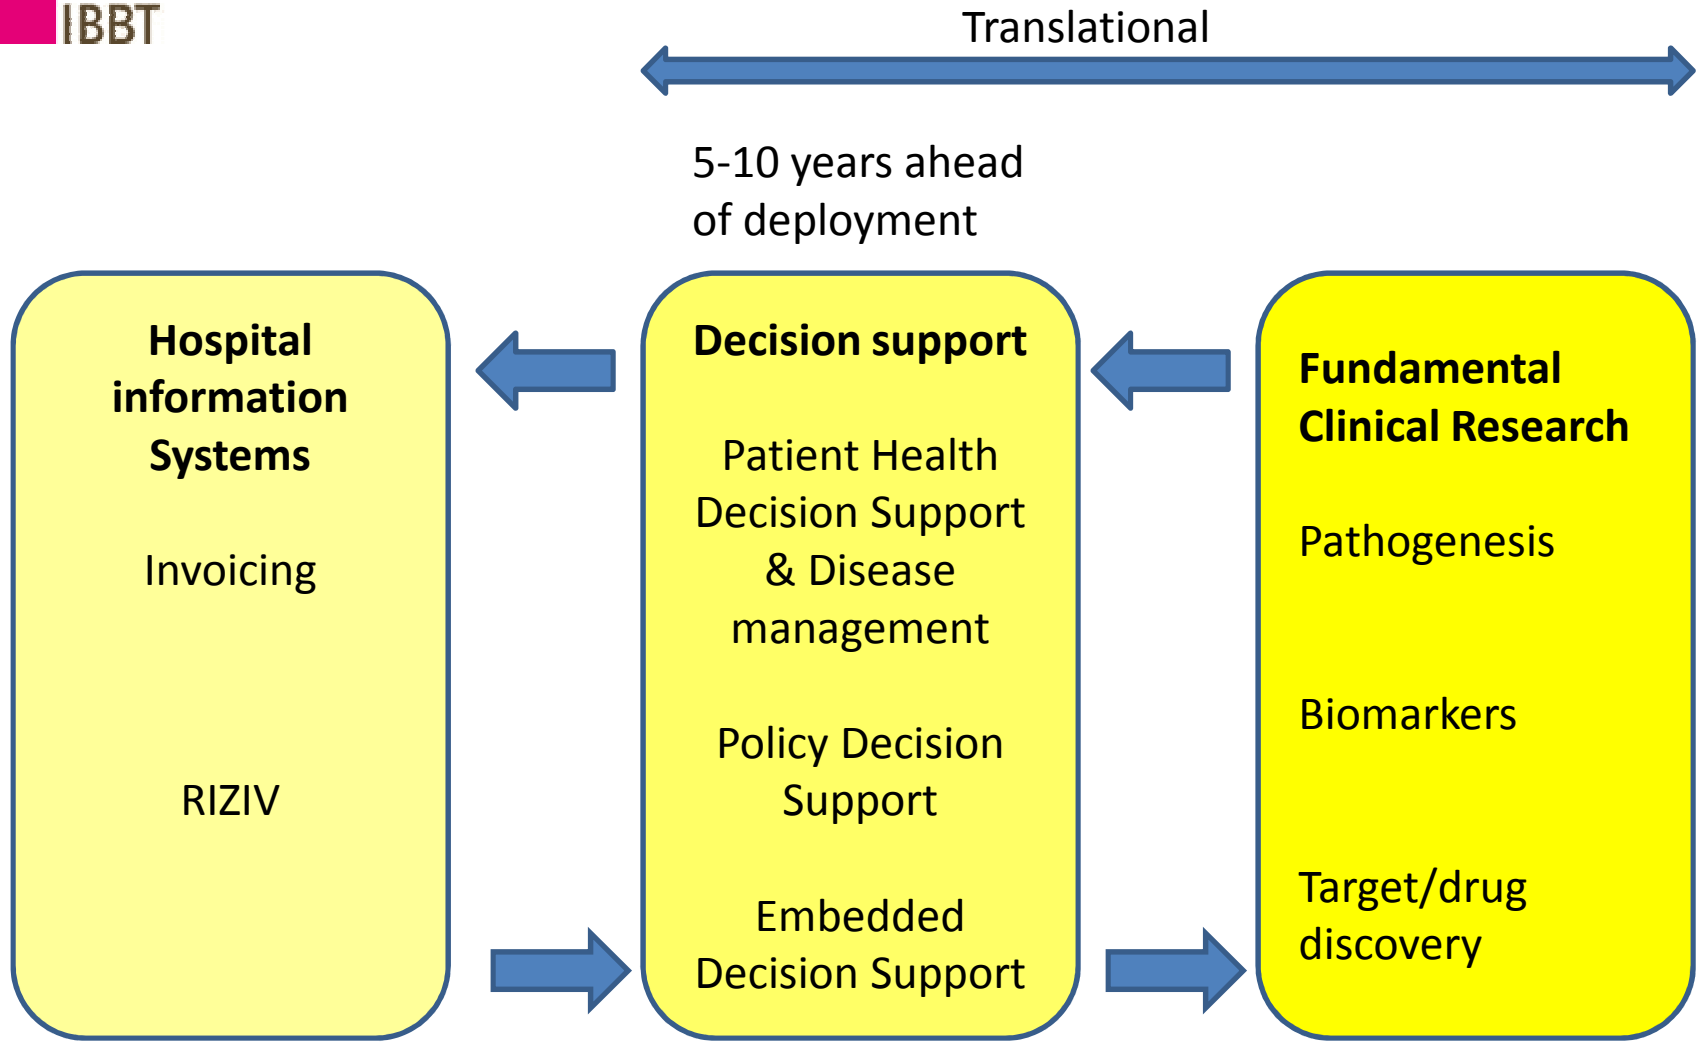 IBBT
Translational
5-10 years ahead
of deployment
Hospital
information
Systems
Invoicing
RIZIV
Decision support
Patient Health
Decision Support
& Disease
management
Policy Decision
Support
Embedded
Decision Support
Fundamental
Clinical Research
Pathogenesis
Biomarkers
Target/drug
discovery